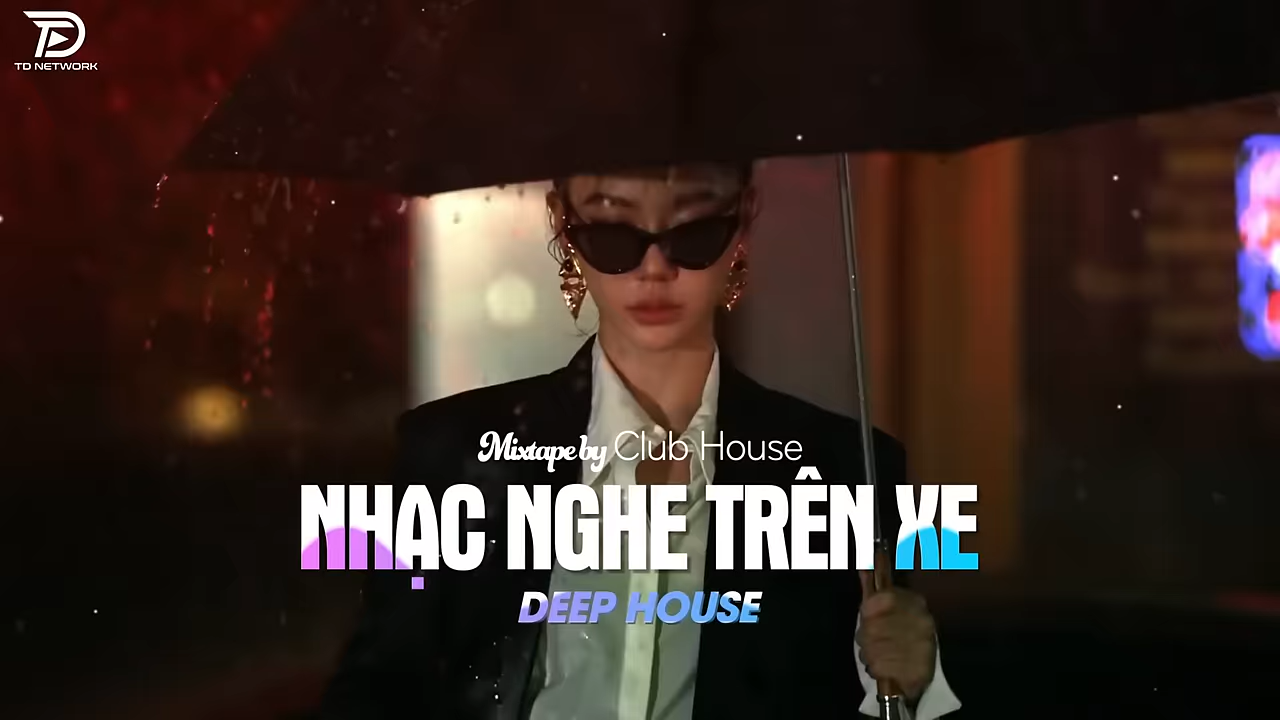 TD NETWORK
Mixtape by Club House
NHẠC NGHE TRÊN XE
DEEP HOUSE